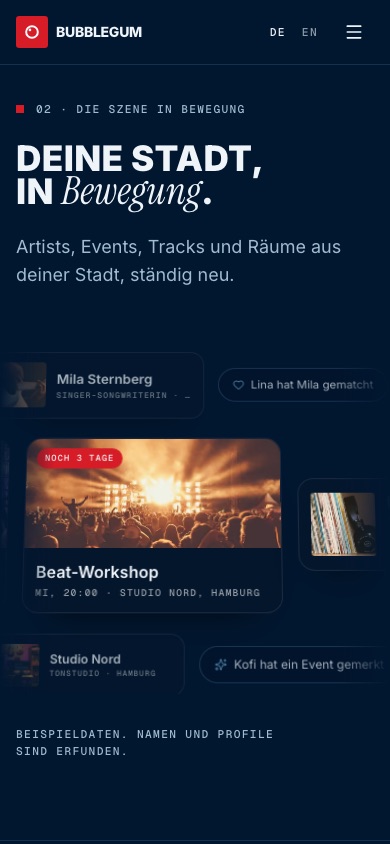 BUBBLEGUM
DE EN
02 · DIE SZENE IN BEWEGUNG
DEINE STADT,
IN Bewegung.
Artists, Events, Tracks und Räume aus
deiner Stadt, ständig neu.
Mila Sternberg
SINGER-SONGWRITERIN · …
Lina hat Mila gematcht
NOCH 3 TAGE
Beat-Workshop
MI, 20:00 · STUDIO NORD, HAMBURG
Studio Nord
TONSTUDIO · HAMBURG
Kofi hat ein Event gemerkt
BEISPIELDATEN. NAMEN UND PROFILE
SIND ERFUNDEN.